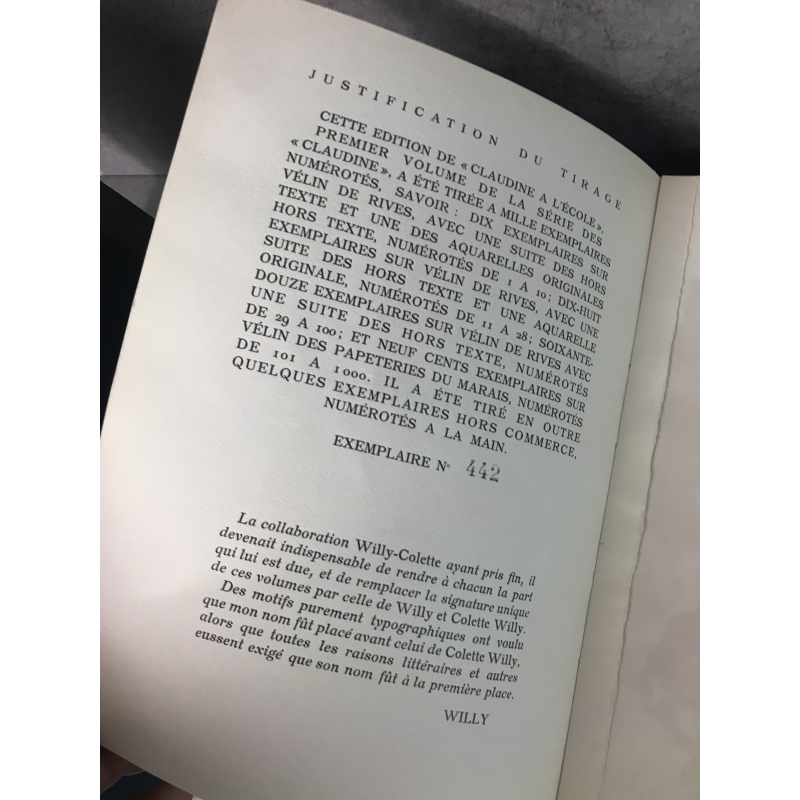 JUSTIFICATION DU TIRAGE
CETTE EDITION DE « CLAUDINE A L'ÉCOLE »,
PREMIER VOLUME DE LA SÉRIE DES
« CLAUDINE », A ÉTÉ TIRÉE A MILLE EXEMPLAIRES
NUMÉROTÉS, SAVOIR : DIX EXEMPLAIRES SUR
VÉLIN DE RIVES, AVEC UNE SUITE DES HORS
TEXTE ET UNE DES AQUARELLES ORIGINALES
HORS TEXTE, NUMÉROTÉS DE 1 A 10; DIX-HUIT
EXEMPLAIRES SUR VÉLIN DE RIVES, AVEC UNE
SUITE DES HORS TEXTE ET UNE AQUARELLE
ORIGINALE, NUMÉROTÉS DE 11 A 28; SOIXANTE-
DOUZE EXEMPLAIRES SUR VÉLIN DE RIVES AVEC
UNE SUITE DES HORS TEXTE, NUMÉROTÉS
DE 29 A 100; ET NEUF CENTS EXEMPLAIRES SUR
VÉLIN DES PAPETERIES DU MARAIS, NUMÉROTÉS
DE 101 A 1000. IL A ÉTÉ TIRÉ EN OUTRE
QUELQUES EXEMPLAIRES HORS COMMERCE,
NUMÉROTÉS A LA MAIN.
EXEMPLAIRE N° 442
La collaboration Willy-Colette ayant pris fin, il
devenait indispensable de rendre à chacun la part
qui lui est due, et de remplacer la signature unique
de ces volumes par celle de Willy et Colette Willy.
Des motifs purement typographiques ont voulu
que mon nom fût placé avant celui de Colette Willy,
alors que toutes les raisons littéraires et autres
eussent exigé que son nom fût à la première place.
WILLY